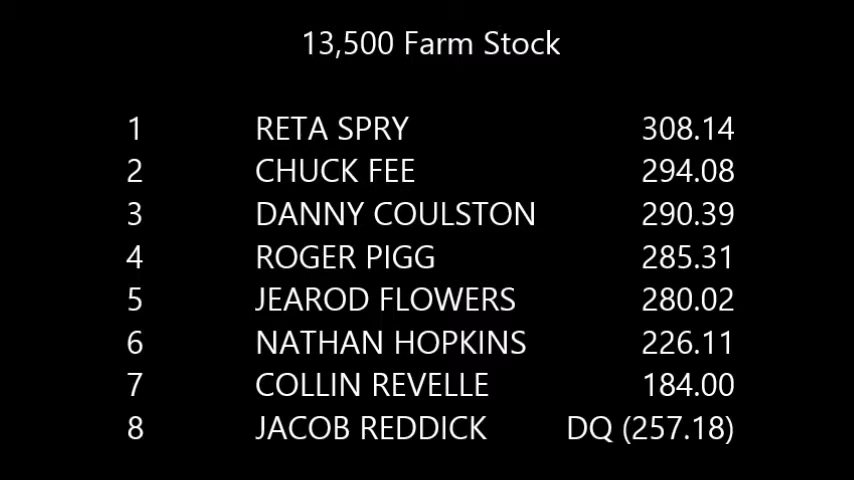 13,500 Farm Stock
1 RETA SPRY 308.14
2 CHUCK FEE 294.08
3 DANNY COULSTON 290.39
4 ROGER PIGG 285.31
5 JEAROD FLOWERS 280.02
6 NATHAN HOPKINS 226.11
7 COLLIN REVELLE 184.00
8 JACOB REDDICK DQ (257.18)